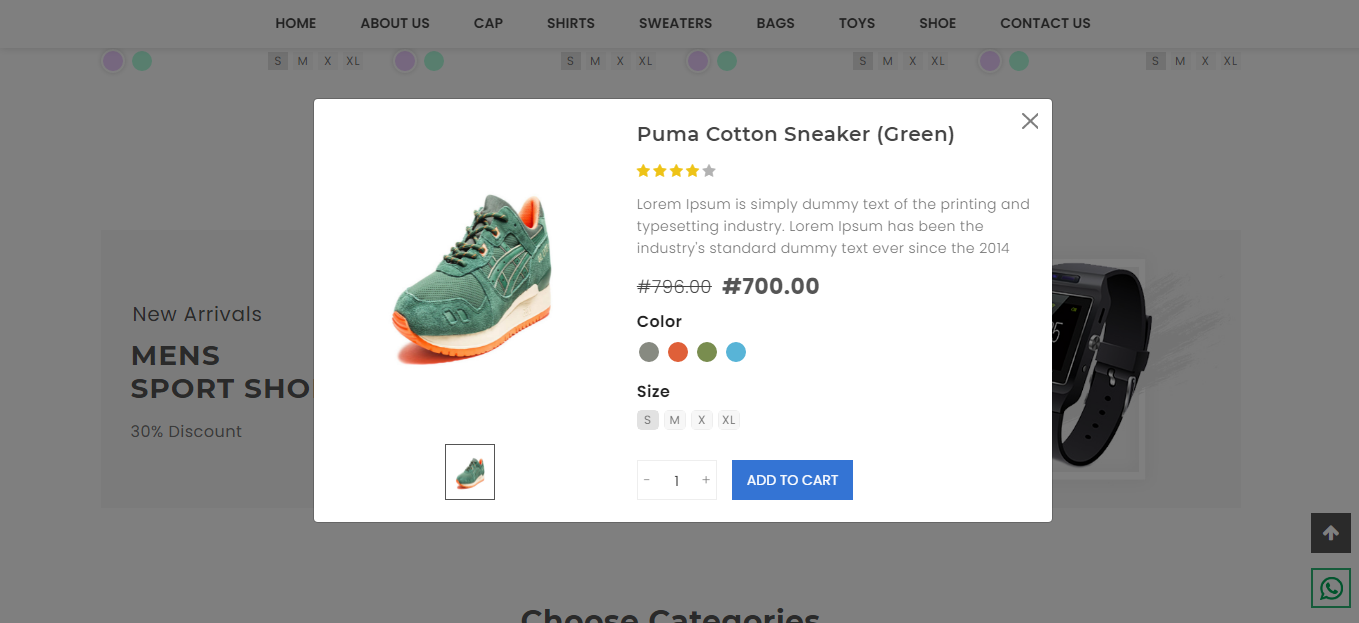 HOME ABOUT US CAP SHIRTS SWEATERS BAGS TOYS SHOE CONTACT US
S M X XL S M X XL S M X XL S M X XL
Puma Cotton Sneaker (Green)
Lorem Ipsum is simply dummy text of the printing and
typesetting industry. Lorem Ipsum has been the
industry's standard dummy text ever since the 2014
#796.00 #700.00
Color
Size
S M X XL
- 1 + ADD TO CART
New Arrivals
MENS
SPORT SHO
30% Discount
Choose Categories